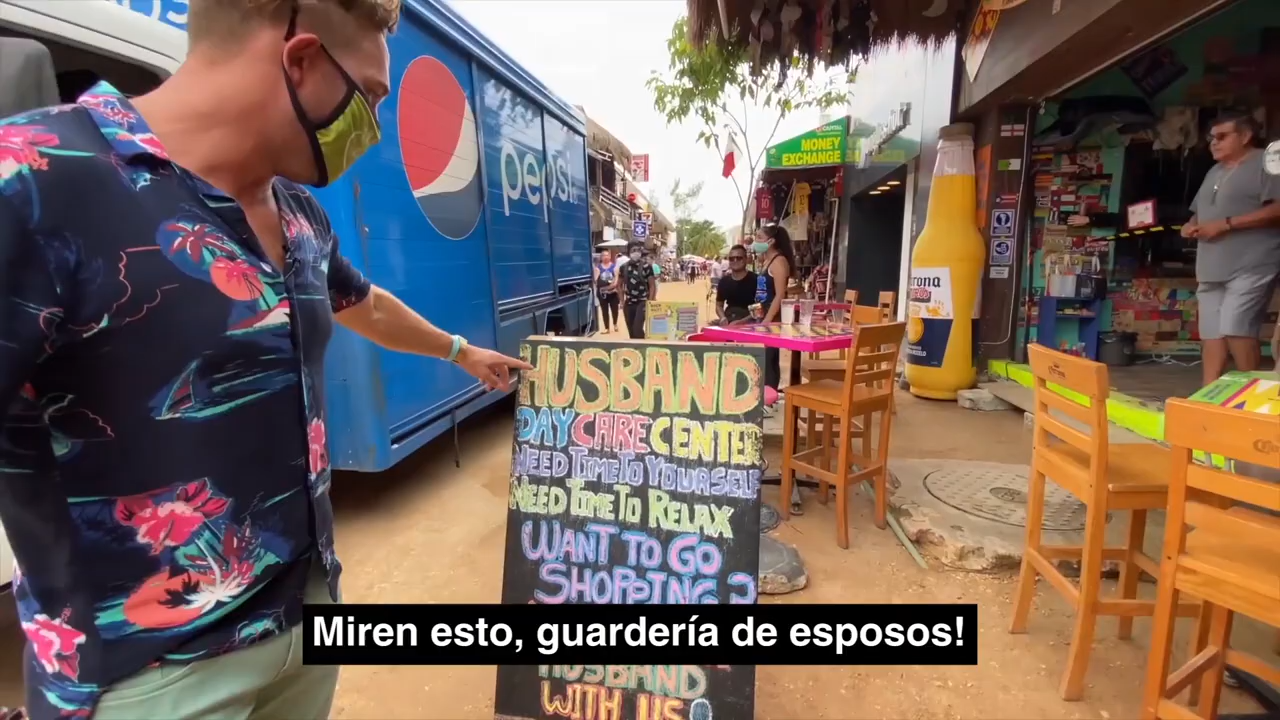 pepsi
MONEY
EXCHANGE
Corona
HUSBAND
DAY CARE CENTER
NEED TIME TO YOURSELF
NEED TIME TO RELAX
WANT TO GO
SHOPPING?
HUSBAND
WITH US!
Miren esto, guardería de esposos!